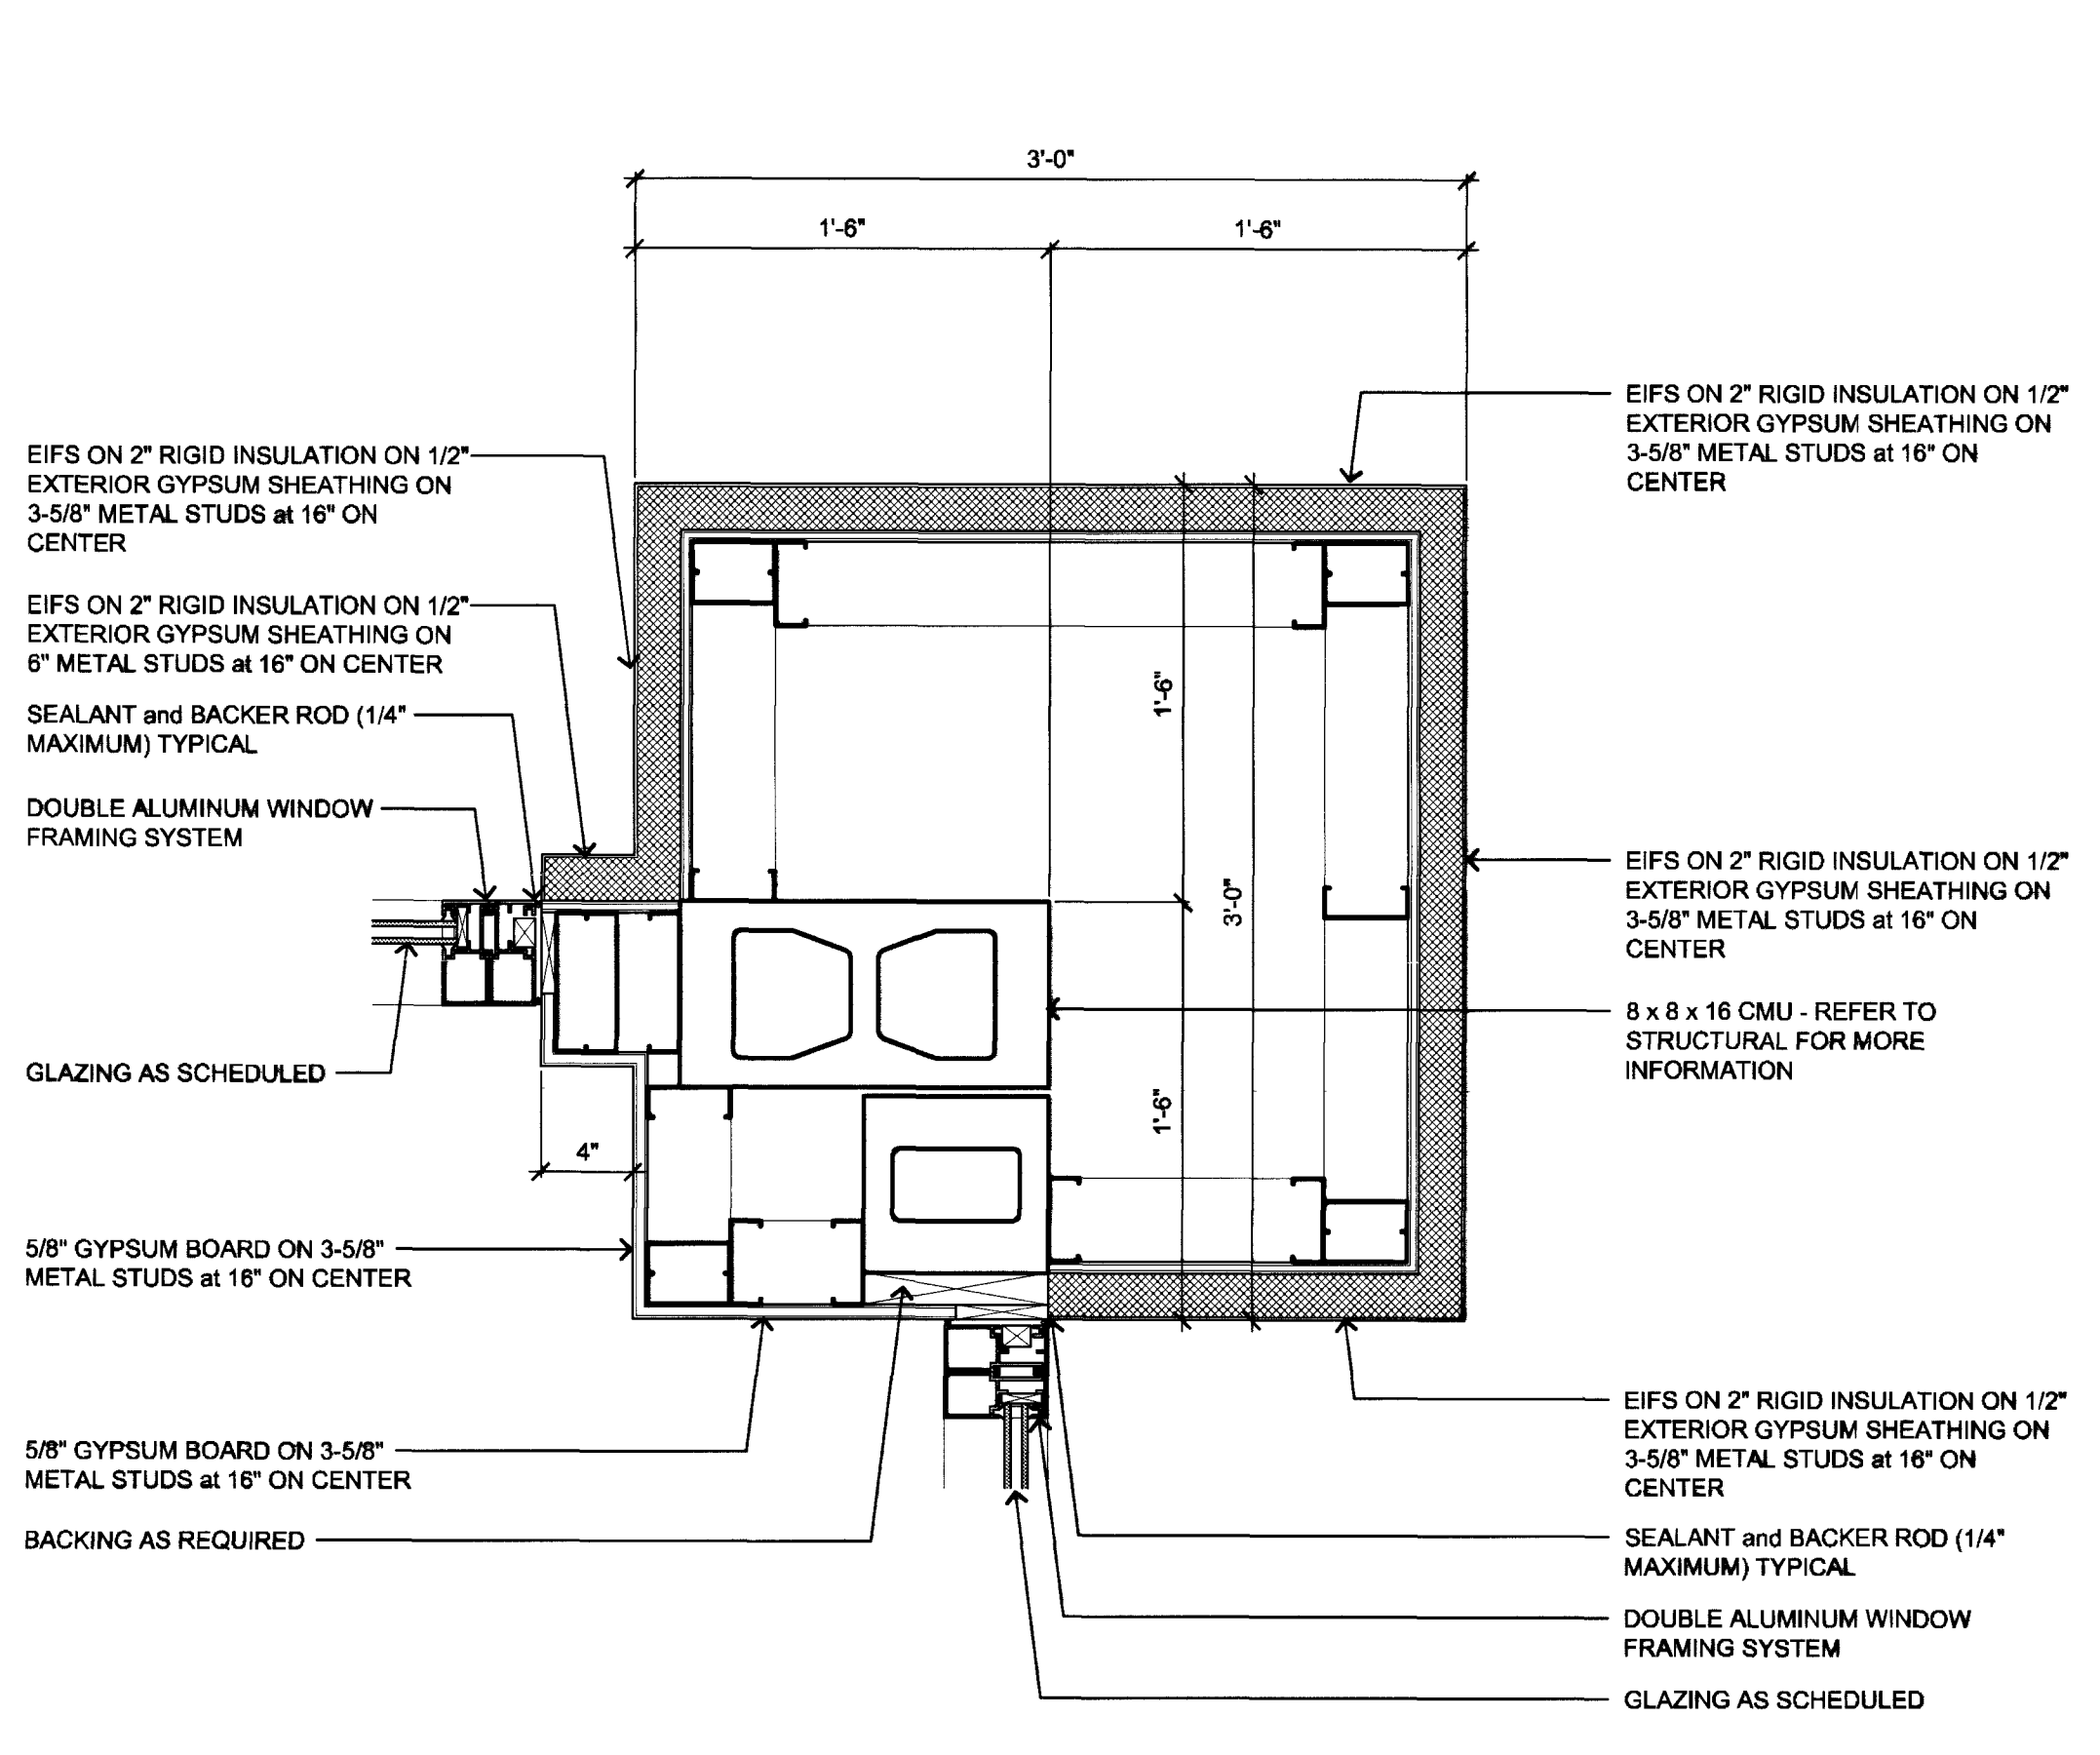 3'-0"
1'-6"
1'-6"
EIFS ON 2" RIGID INSULATION ON 1/2"
EXTERIOR GYPSUM SHEATHING ON
3-5/8" METAL STUDS at 16" ON
CENTER
EIFS ON 2" RIGID INSULATION ON 1/2"
EXTERIOR GYPSUM SHEATHING ON
6" METAL STUDS at 16" ON CENTER
SEALANT and BACKER ROD (1/4"
MAXIMUM) TYPICAL
DOUBLE ALUMINUM WINDOW
FRAMING SYSTEM
GLAZING AS SCHEDULED
4"
5/8" GYPSUM BOARD ON 3-5/8"
METAL STUDS at 16" ON CENTER
5/8" GYPSUM BOARD ON 3-5/8"
METAL STUDS at 16" ON CENTER
BACKING AS REQUIRED
1'-6"
3'-0"
1'-6"
EIFS ON 2" RIGID INSULATION ON 1/2"
EXTERIOR GYPSUM SHEATHING ON
3-5/8" METAL STUDS at 16" ON
CENTER
EIFS ON 2" RIGID INSULATION ON 1/2"
EXTERIOR GYPSUM SHEATHING ON
3-5/8" METAL STUDS at 16" ON
CENTER
8 x 8 x 16 CMU - REFER TO
STRUCTURAL FOR MORE
INFORMATION
EIFS ON 2" RIGID INSULATION ON 1/2"
EXTERIOR GYPSUM SHEATHING ON
3-5/8" METAL STUDS at 16" ON
CENTER
SEALANT and BACKER ROD (1/4"
MAXIMUM) TYPICAL
DOUBLE ALUMINUM WINDOW
FRAMING SYSTEM
GLAZING AS SCHEDULED